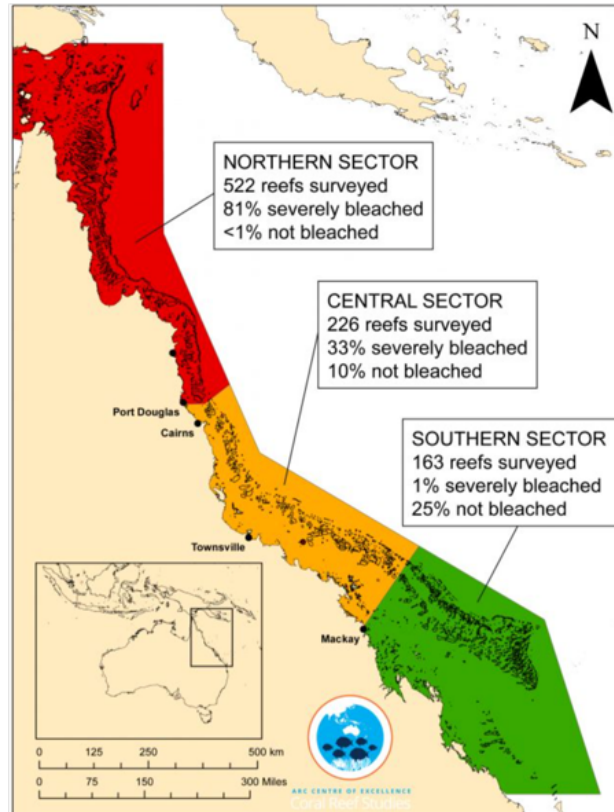 N
NORTHERN SECTOR
522 reefs surveyed
81% severely bleached
<1% not bleached
CENTRAL SECTOR
226 reefs surveyed
33% severely bleached
10% not bleached
Port Douglas
Cairns
SOUTHERN SECTOR
163 reefs surveyed
1% severely bleached
25% not bleached
Townsville
Mackay
0 125 250 500 km
0 75 150 300 Miles
ARC CENTRE OF EXCELLENCE
Coral Reef Studies